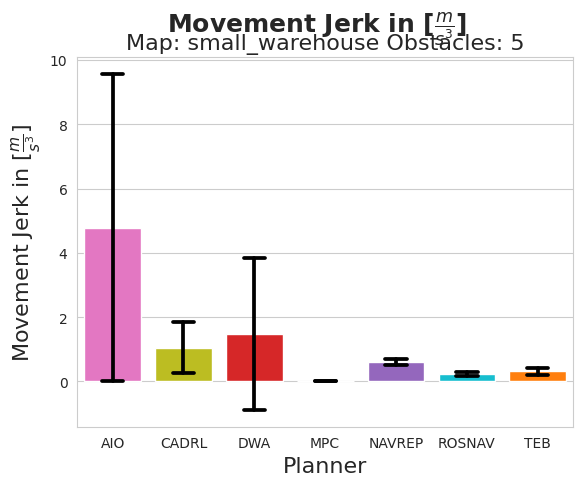 Movement Jerk in [m/s³]
Map: small_warehouse Obstacles: 5
Movement Jerk in [m/s³]
10
8
6
4
2
0
AIO CADRL DWA MPC NAVREP ROSNAV TEB
Planner